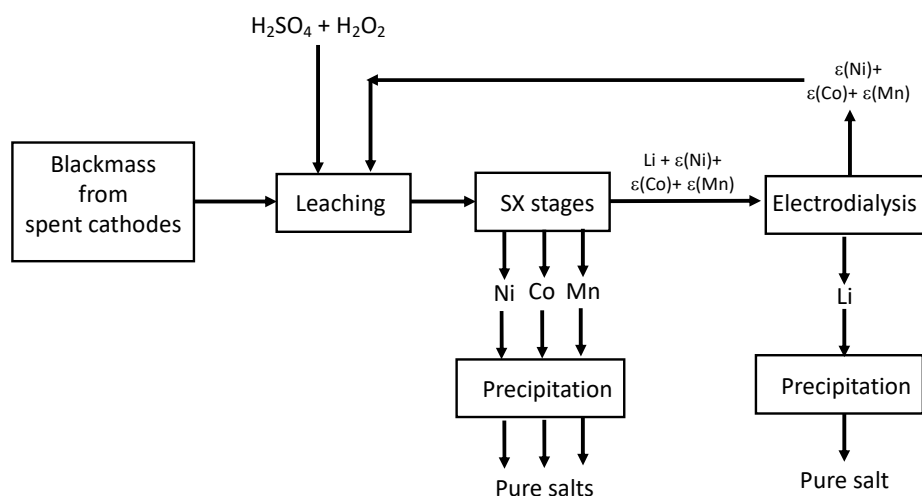 H₂SO₄ + H₂O₂
ε(Ni)+
ε(Co)+ ε(Mn)
Blackmass
from
spent cathodes
Leaching
SX stages
Li + ε(Ni)+
ε(Co)+ ε(Mn)
Electrodialysis
Ni Co Mn
Li
Precipitation
Precipitation
Pure salts
Pure salt